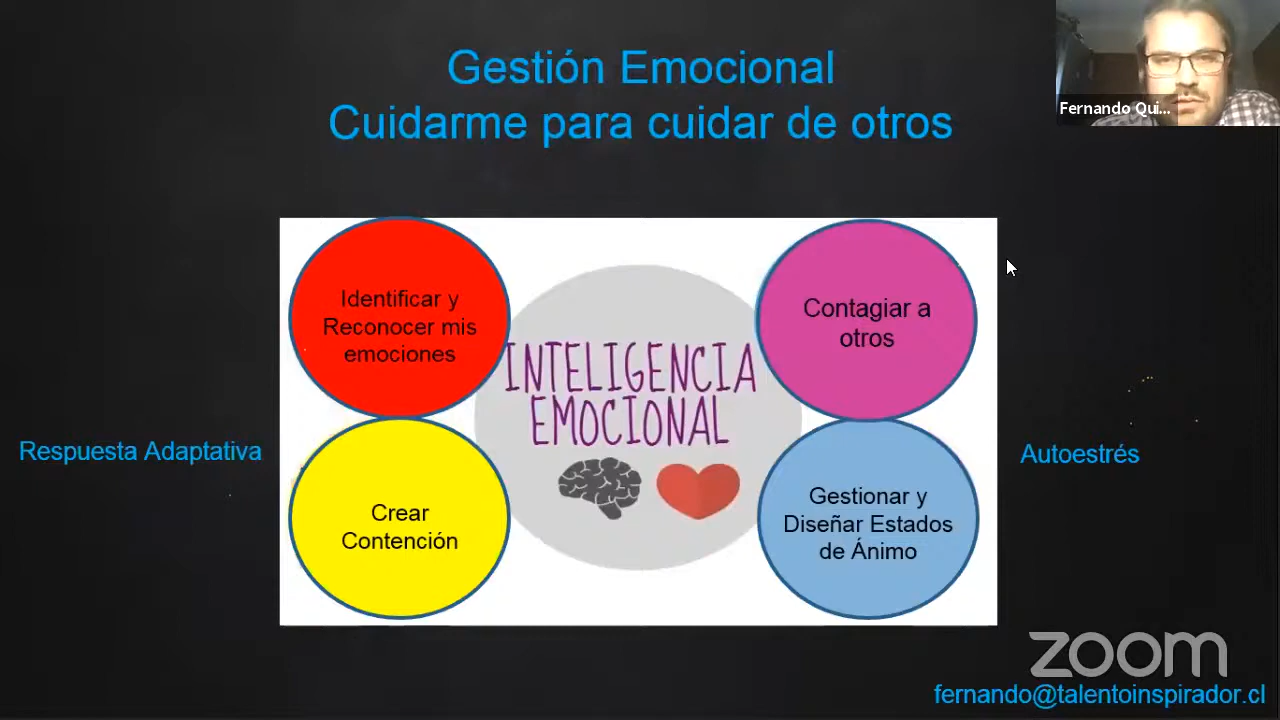 Gestión Emocional
Cuidarme para cuidar de otros
Fernando Qui...
Identificar y
Reconocer mis
emociones
Contagiar a
otros
INTELIGENCIA
EMOCIONAL
Respuesta Adaptativa
Autoestrés
Crear
Contención
Gestionar y
Diseñar Estados
de Ánimo
zoom
fernando@talentoinspirador.cl